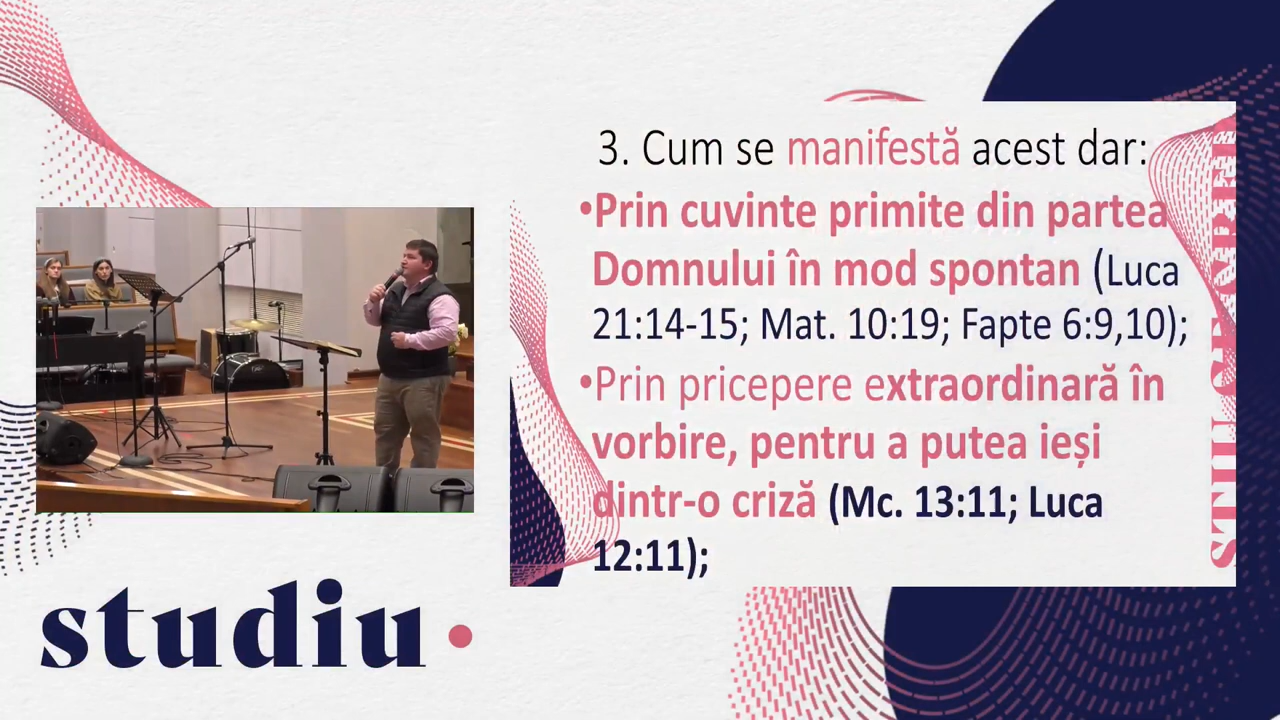 3. Cum se manifestă acest dar:
•Prin cuvinte primite din partea
Domnului în mod spontan (Luca
21:14-15; Mat. 10:19; Fapte 6:9,10);
•Prin pricepere extraordinară în
vorbire, pentru a putea ieși
dintr-o criză (Mc. 13:11; Luca
12:11);
studiu